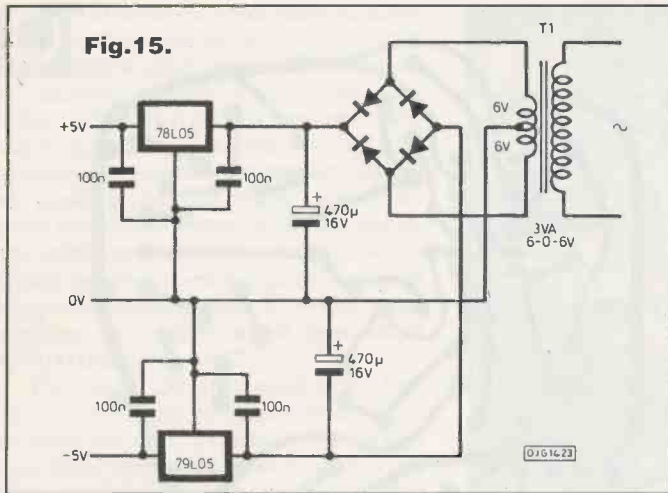 Fig.15.
T1
+5V
78L05
100n
100n
+
470µ
16V
6V
6V
~
3VA
6-0-6V
0V
+
470µ
16V
100n
100n
-5V
79L05
0JG1423